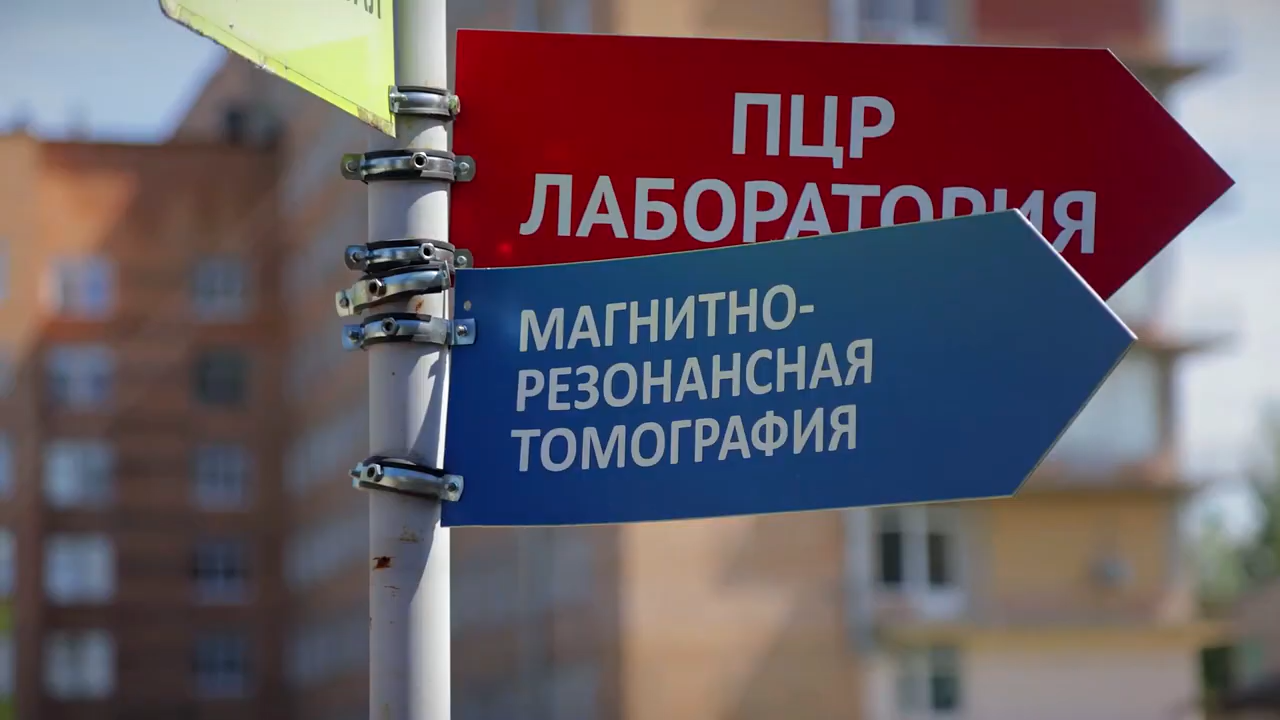 ПЦР
ЛАБОРАТОРИЯ
МАГНИТНО-
РЕЗОНАНСНАЯ
ТОМОГРАФИЯ